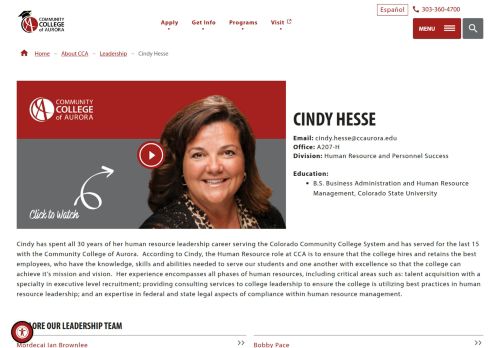 Español
303-360-4700
COMMUNITY
COLLEGE
of AURORA
Apply
Get Info
Programs
Visit
MENU
Home - About CCA - Leadership - Cindy Hesse
COMMUNITY
COLLEGE
of AURORA
Click to Watch
CINDY HESSE
Email: cindy.hesse@ccaurora.edu
Office: A207-H
Division: Human Resource and Personnel Success
Education:
• B.S. Business Administration and Human Resource
Management, Colorado State University
Cindy has spent all 30 years of her human resource leadership career serving the Colorado Community College System and has served for the last 15
with the Community College of Aurora. According to Cindy, the Human Resource role at CCA is to ensure that the college hires and retains the best
employees, who have the knowledge, skills and abilities needed to serve our students and one another with excellence so that the college can
achieve it's mission and vision. Her experience encompasses all phases of human resources, including critical areas such as: talent acquisition with a
specialty in executive level recruitment; providing consulting services to college leadership to ensure the college is utilizing best practices in human
resource leadership; and an expertise in federal and state legal aspects of compliance within human resource management.
ORE OUR LEADERSHIP TEAM
Mordecai Ian Brownlee >>
Bobby Pace >>